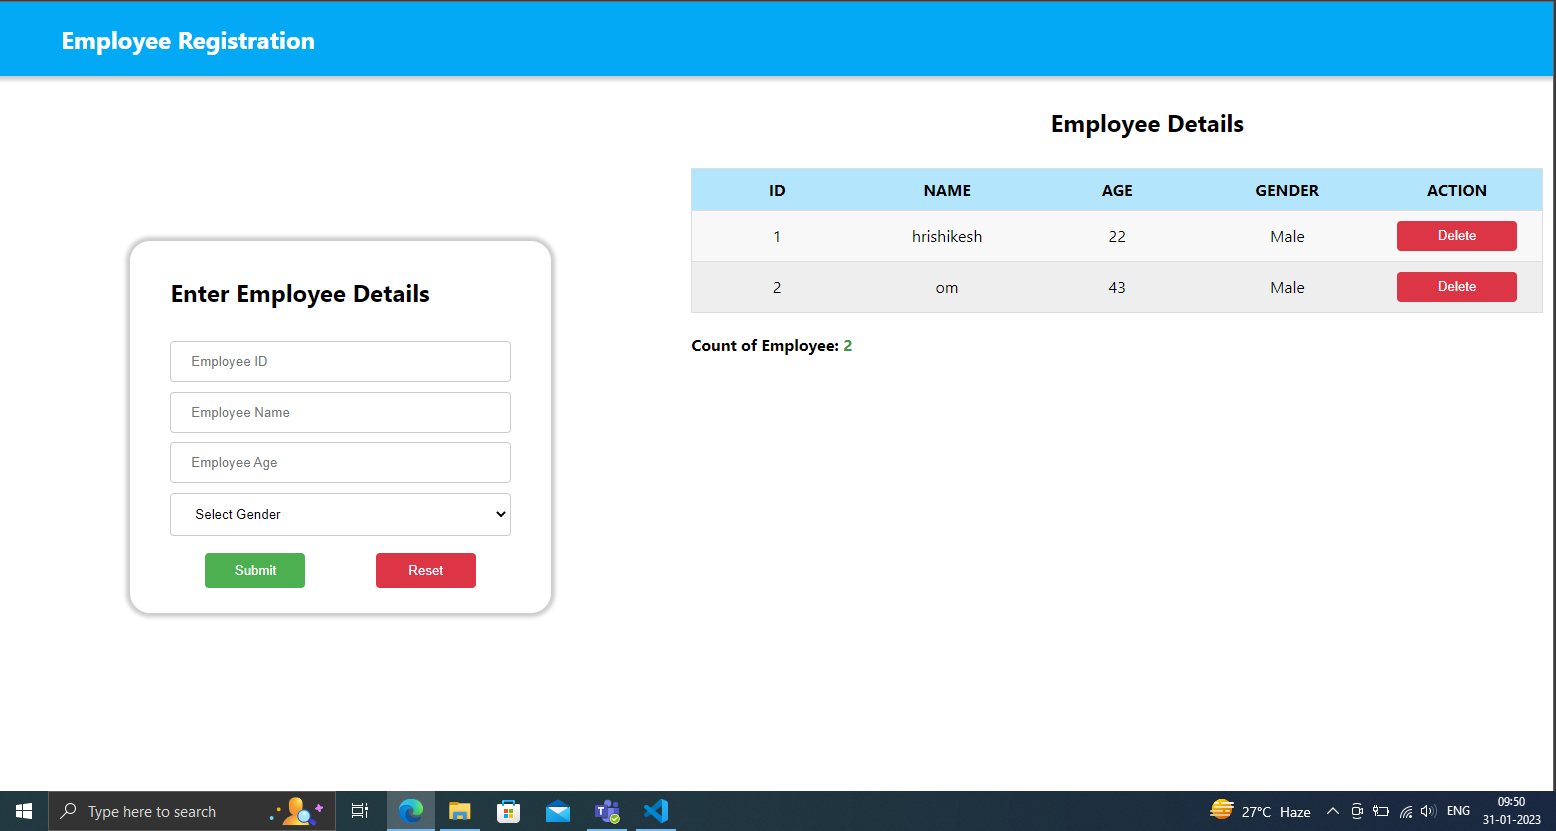 Employee Registration
Employee Details
ID NAME AGE GENDER ACTION
1 hrishikesh 22 Male Delete
2 om 43 Male Delete
Count of Employee: 2
Enter Employee Details
Employee ID
Employee Name
Employee Age
Select Gender
Submit Reset
Type here to search
27°C Haze
ENG
09:50
31-01-2023